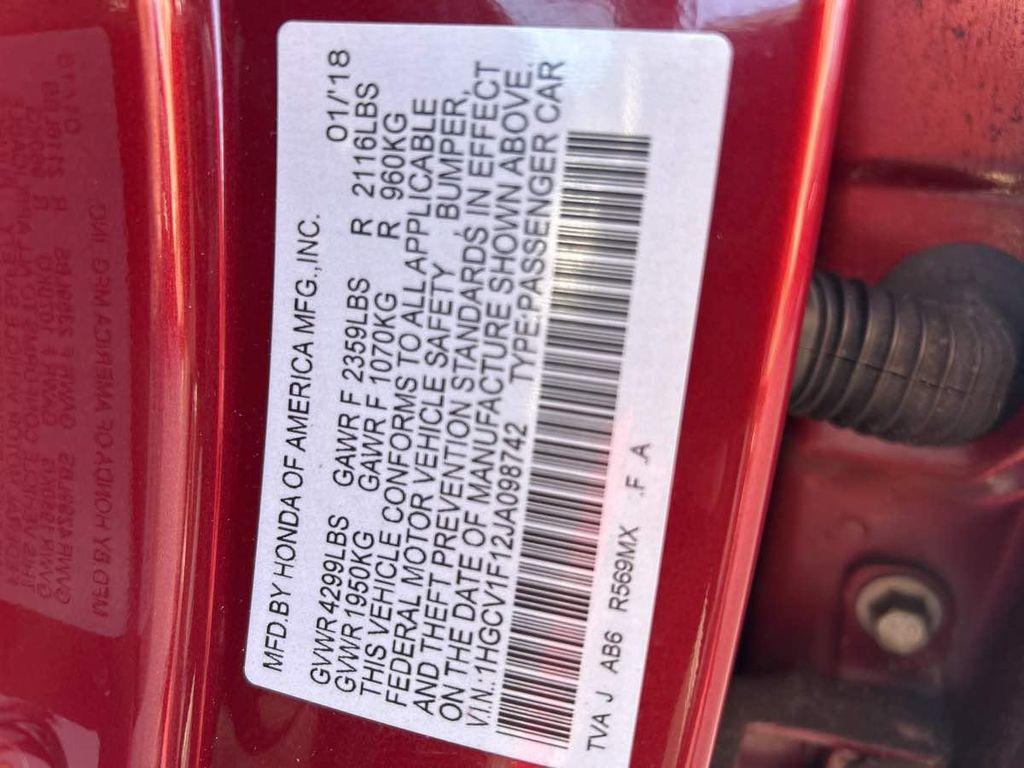 MFD.BY HONDA OF AMERICA MFG.,INC. 01/'18
GVWR 4299LBS GAWR F 2359LBS R 2116LBS
GVWR 1950KG GAWR F 1070KG R 960KG
THIS VEHICLE CONFORMS TO ALL APPLICABLE
FEDERAL MOTOR VEHICLE SAFETY, BUMPER,
AND THEFT PREVENTION STANDARDS, IN EFFECT
ON THE DATE OF MANUFACTURE SHOWN ABOVE.
V.I.N.:1HGCV1F12JA098742 TYPE:PASSENGER CAR
TVA J AB6 R569MX .F .A